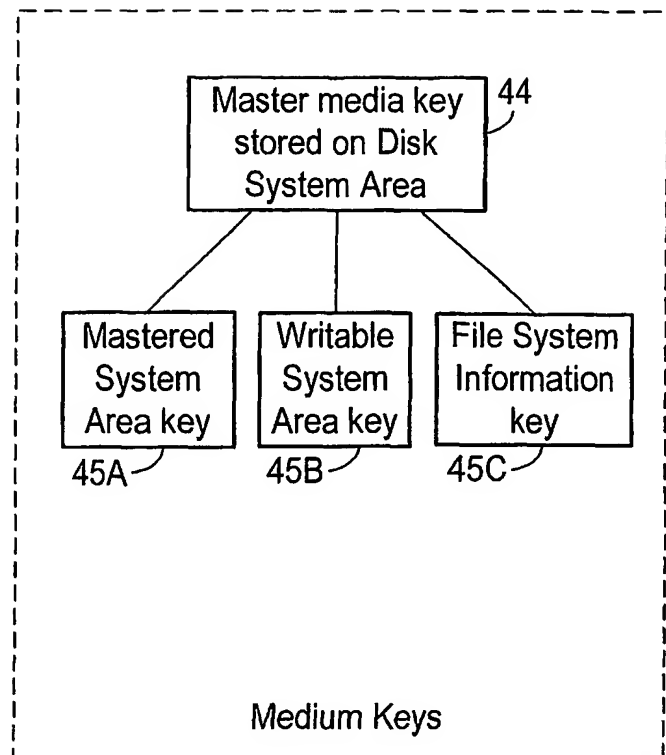 Master media key
stored on Disk
System Area
44
Mastered
System
Area key
Writable
System
Area key
File System
Information
key
45A
45B
45C
Medium Keys